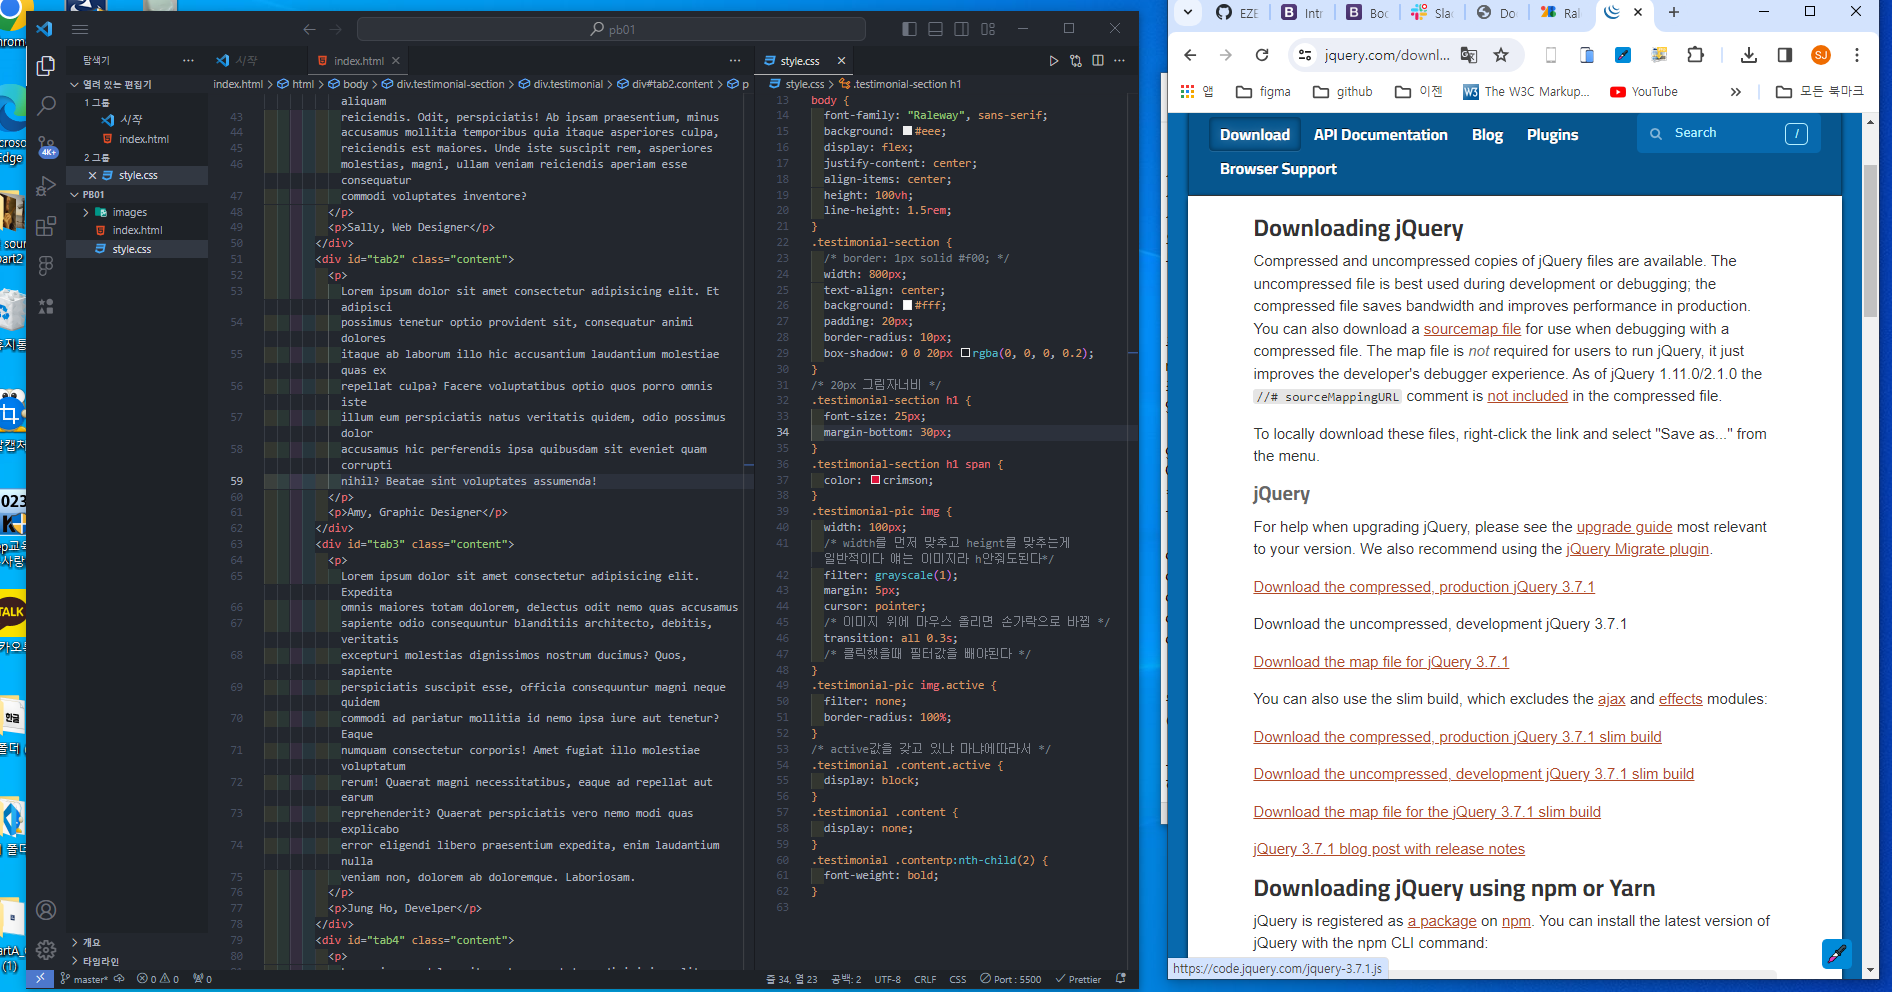 pb01
탐색기
열려 있는 편집기
1 그룹
시작
index.html
2 그룹
style.css
PB01
images
index.html
style.css
개요
타임라인
4K+
시작
index.html
index.html > html > body > div.testimonial-section > div.testimonial > div#tab2.content > p
aliquam
43 reiciendis. Odit, perspiciatis! Ab ipsam praesentium, minus
44 accusamus mollitia temporibus quia itaque asperiores culpa,
45 reiciendis est maiores. Unde iste suscipit rem, asperiores
46 molestias, magni, ullam veniam reiciendis aperiam esse
consequatur
47 commodi voluptates inventore?
48 </p>
49 <p>Sally, Web Designer</p>
50 </div>
51 <div id="tab2" class="content">
52 <p>
53 Lorem ipsum dolor sit amet consectetur adipisicing elit. Et
adipisci
54 possimus tenetur optio provident sit, consequatur animi
dolores
55 itaque ab laborum illo hic accusantium laudantium molestiae
quas ex
56 repellat culpa? Facere voluptatibus optio quos porro omnis
iste
57 illum eum perspiciatis natus veritatis quidem, odio possimus
dolor
58 accusamus hic perferendis ipsa quibusdam sit eveniet quam
corrupti
59 nihil? Beatae sint voluptates assumenda!
60 </p>
61 <p>Amy, Graphic Designer</p>
62 </div>
63 <div id="tab3" class="content">
64 <p>
65 Lorem ipsum dolor sit amet consectetur adipisicing elit.
Expedita
66 omnis maiores totam dolorem, delectus odit nemo quas accusamus
67 sapiente odio consequuntur blanditiis architecto, debitis,
veritatis
68 excepturi molestias dignissimos nostrum ducimus? Quos,
sapiente
69 perspiciatis suscipit esse, officia consequuntur magni neque
quidem
70 commodi ad pariatur mollitia id nemo ipsa iure aut tenetur?
Eaque
71 numquam consectetur corporis! Amet fugiat illo molestiae
voluptatum
72 rerum! Quaerat magni necessitatibus, eaque ad repellat aut
earum
73 reprehenderit? Quaerat perspiciatis vero nemo modi quas
explicabo
74 error eligendi libero praesentium expedita, enim laudantium
nulla
75 veniam non, dolorem ab doloremque. Laboriosam.
76 </p>
77 <p>Jung Ho, Develper</p>
78 </div>
79 <div id="tab4" class="content">
80 <p>
style.css
style.css > .testimonial-section h1
13 body {
14 font-family: "Raleway", sans-serif;
15 background: #eee;
16 display: flex;
17 justify-content: center;
18 align-items: center;
19 height: 100vh;
20 line-height: 1.5rem;
21 }
22 .testimonial-section {
23 /* border: 1px solid #f00; */
24 width: 800px;
25 text-align: center;
26 background: #fff;
27 padding: 20px;
28 border-radius: 10px;
29 box-shadow: 0 0 20px rgba(0, 0, 0, 0.2);
30 }
31 /* 20px 그림자너비 */
32 .testimonial-section h1 {
33 font-size: 25px;
34 margin-bottom: 30px;
35 }
36 .testimonial-section h1 span {
37 color: crimson;
38 }
39 .testimonial-pic img {
40 width: 100px;
41 /* width를 먼저 맞추고 heignt를 맞추는게
일반적이다 얘는 이미지라 h안줘도된다*/
42 filter: grayscale(1);
43 margin: 5px;
44 cursor: pointer;
45 /* 이미지 위에 마우스 올리면 손가락으로 바뀜 */
46 transition: all 0.3s;
47 /* 클릭했을때 필터값을 빼야된다 */
48 }
49 .testimonial-pic img.active {
50 filter: none;
51 border-radius: 100%;
52 }
53 /* active값을 갖고 있냐 마냐에따라서 */
54 .testimonial .content.active {
55 display: block;
56 }
57 .testimonial .content {
58 display: none;
59 }
60 .testimonial .contentp:nth-child(2) {
61 font-weight: bold;
62 }
63
master* 0 0 0 줄 34, 열 23 공백: 2 UTF-8 CRLF CSS Port : 5500 Prettier
EZE Intr Boo Sla Do Ral
jquery.com/downl...
SJ
앱 figma github 이젠 The W3C Markup... YouTube » 모든 북마크
Download API Documentation Blog Plugins Search /
Browser Support
Downloading jQuery
Compressed and uncompressed copies of jQuery files are available. The
uncompressed file is best used during development or debugging; the
compressed file saves bandwidth and improves performance in production.
You can also download a sourcemap file for use when debugging with a
compressed file. The map file is not required for users to run jQuery, it just
improves the developer's debugger experience. As of jQuery 1.11.0/2.1.0 the
//# sourceMappingURL comment is not included in the compressed file.
To locally download these files, right-click the link and select "Save as..." from
the menu.
jQuery
For help when upgrading jQuery, please see the upgrade guide most relevant
to your version. We also recommend using the jQuery Migrate plugin.
Download the compressed, production jQuery 3.7.1
Download the uncompressed, development jQuery 3.7.1
Download the map file for jQuery 3.7.1
You can also use the slim build, which excludes the ajax and effects modules:
Download the compressed, production jQuery 3.7.1 slim build
Download the uncompressed, development jQuery 3.7.1 slim build
Download the map file for the jQuery 3.7.1 slim build
jQuery 3.7.1 blog post with release notes
Downloading jQuery using npm or Yarn
jQuery is registered as a package on npm. You can install the latest version of
jQuery with the npm CLI command:
https://code.jquery.com/jquery-3.7.1.js